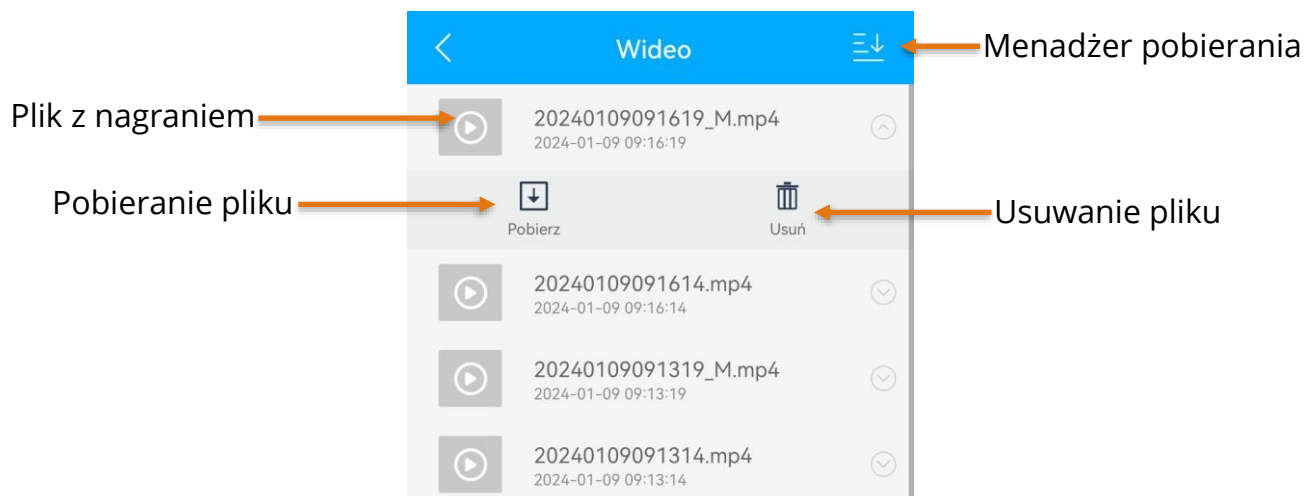 Wideo
Menadżer pobierania
Plik z nagraniem
20240109091619_M.mp4
2024-01-09 09:16:19
Pobieranie pliku
Pobierz
Usuń
Usuwanie pliku
20240109091614.mp4
2024-01-09 09:16:14
20240109091319_M.mp4
2024-01-09 09:13:19
20240109091314.mp4
2024-01-09 09:13:14